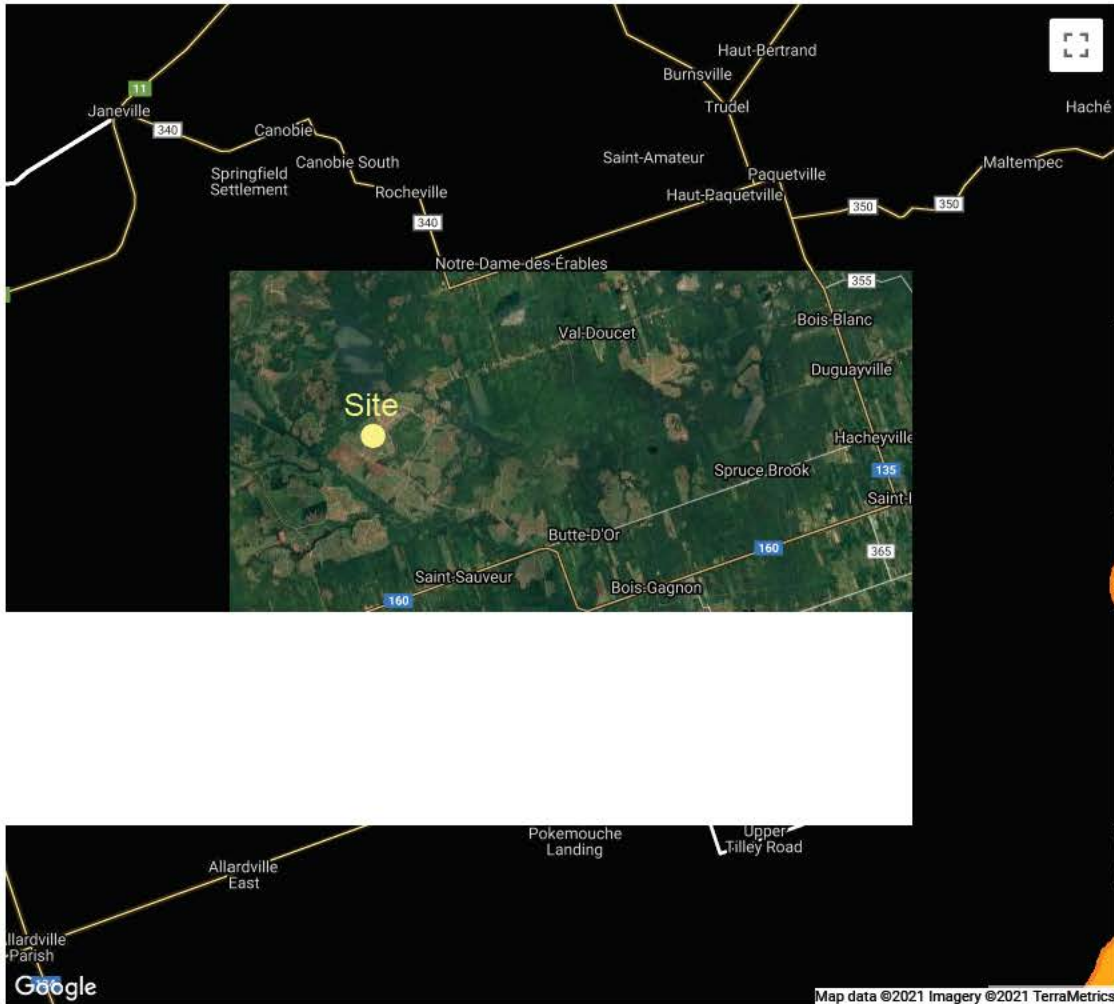 Haut-Bertrand
Burnsville
11
Janeville
Trudel
Haché
340
Canobie
Canobie South
Saint-Amateur
Maltempec
Springfield
Settlement
Rocheville
Paquetville
Haut-Paquetville
350
350
340
Notre-Dame-des-Érables
355
Val-Doucet
Bois-Blanc
Duguayville
Site
Hacheyville
Spruce Brook
135
Saint-I
Butte-D'Or
160
365
Saint-Sauveur
Bois-Gagnon
160
Pokemouche
Landing
Upper
Tilley Road
Allardville
East
llardville
Parish
Google
Map data ©2021 Imagery ©2021 TerraMetrics